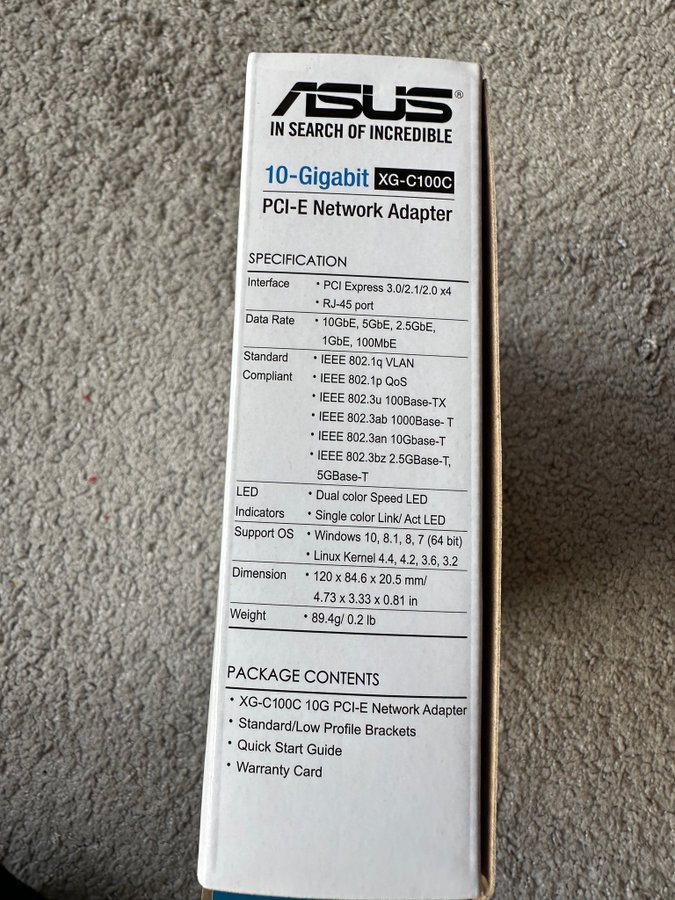 ASUS®
IN SEARCH OF INCREDIBLE
10-Gigabit XG-C100C
PCI-E Network Adapter
SPECIFICATION
Interface • PCI Express 3.0/2.1/2.0 x4
• RJ-45 port
Data Rate • 10GbE, 5GbE, 2.5GbE,
1GbE, 100MbE
Standard • IEEE 802.1q VLAN
Compliant • IEEE 802.1p QoS
• IEEE 802.3u 100Base-TX
• IEEE 802.3ab 1000Base- T
• IEEE 802.3an 10Gbase-T
• IEEE 802.3bz 2.5GBase-T,
5GBase-T
LED • Dual color Speed LED
Indicators • Single color Link/ Act LED
Support OS • Windows 10, 8.1, 8, 7 (64 bit)
• Linux Kernel 4.4, 4.2, 3.6, 3.2
Dimension • 120 x 84.6 x 20.5 mm/
4.73 x 3.33 x 0.81 in
Weight • 89.4g/ 0.2 lb
PACKAGE CONTENTS
• XG-C100C 10G PCI-E Network Adapter
• Standard/Low Profile Brackets
• Quick Start Guide
• Warranty Card